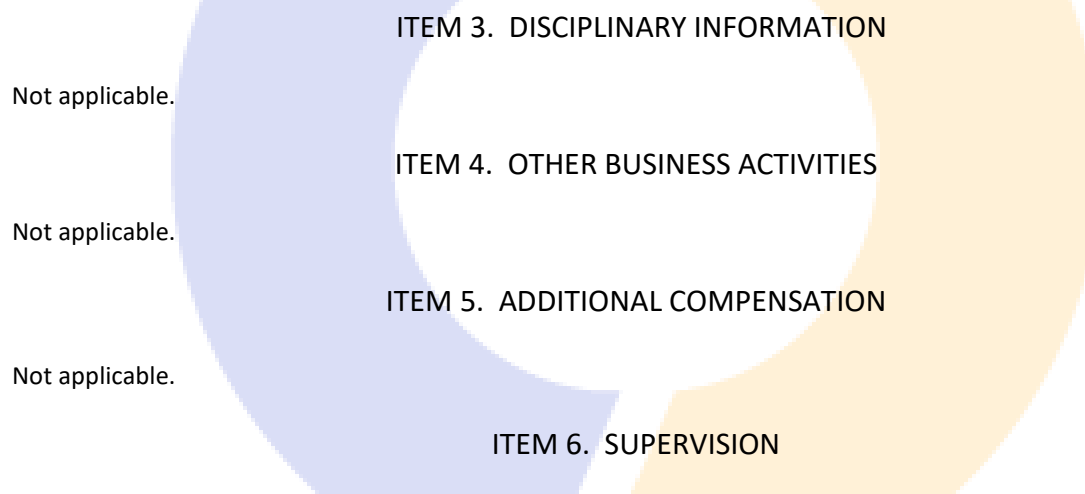 ITEM 3.  DISCIPLINARY INFORMATION
Not applicable.
ITEM 4.  OTHER BUSINESS ACTIVITIES
Not applicable.
ITEM 5.  ADDITIONAL COMPENSATION
Not applicable.
ITEM 6.  SUPERVISION